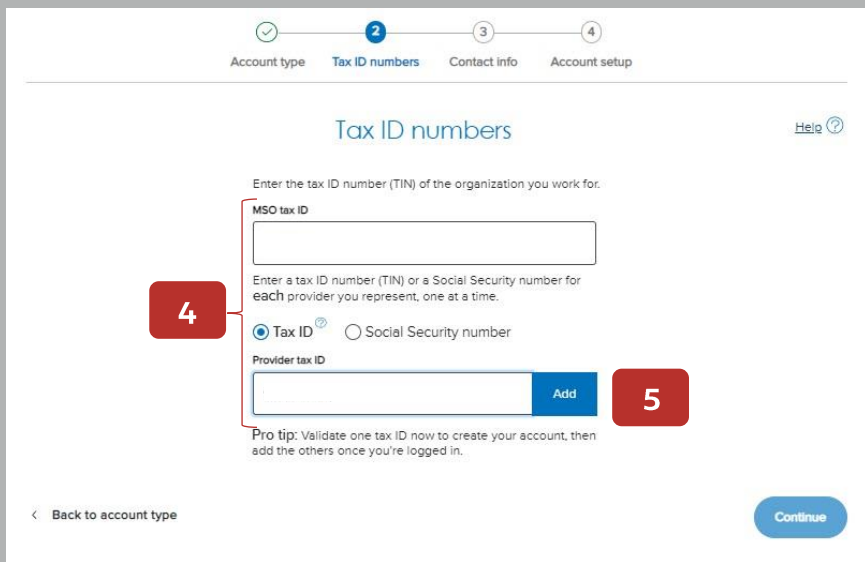 2 3 4
Account type Tax ID numbers Contact info Account setup
Tax ID numbers
Help ?
Enter the tax ID number (TIN) of the organization you work for.
MSO tax ID
Enter a tax ID number (TIN) or a Social Security number for
each provider you represent, one at a time.
4
Tax ID ? Social Security number
Provider tax ID
Add
5
Pro tip: Validate one tax ID now to create your account, then
add the others once you're logged in.
< Back to account type
Continue